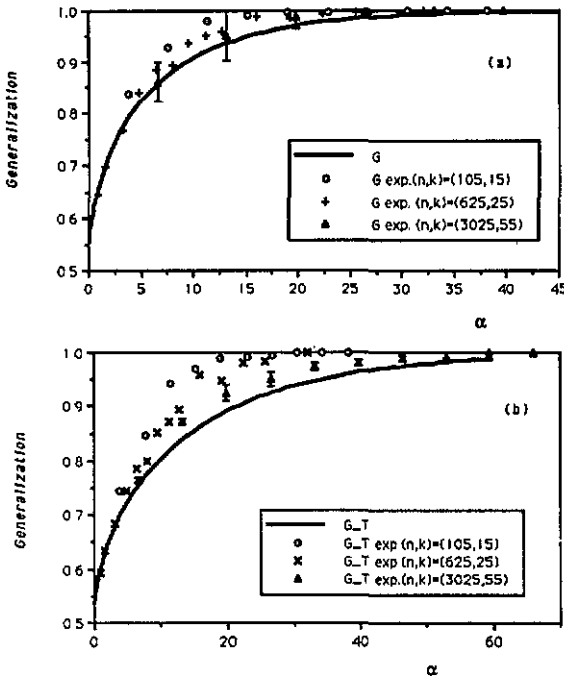 1.0
0.9
0.8
0.7
0.6
0.5
Generalization
(a)
G
G exp.(n,k)=(105,15)
G exp. (n,k)=(625,25)
G exp. (n,k)=(3025,55)
0 5 10 15 20 25 30 35 40 45
α
1.0
0.9
0.8
0.7
0.6
0.5
Generalization
(b)
G_T
G_T exp (n,k)=(105,15)
G_T exp (n,k)=(625,25)
G_T exp.(n,k)=(3025,55)
0 20 40 60
α